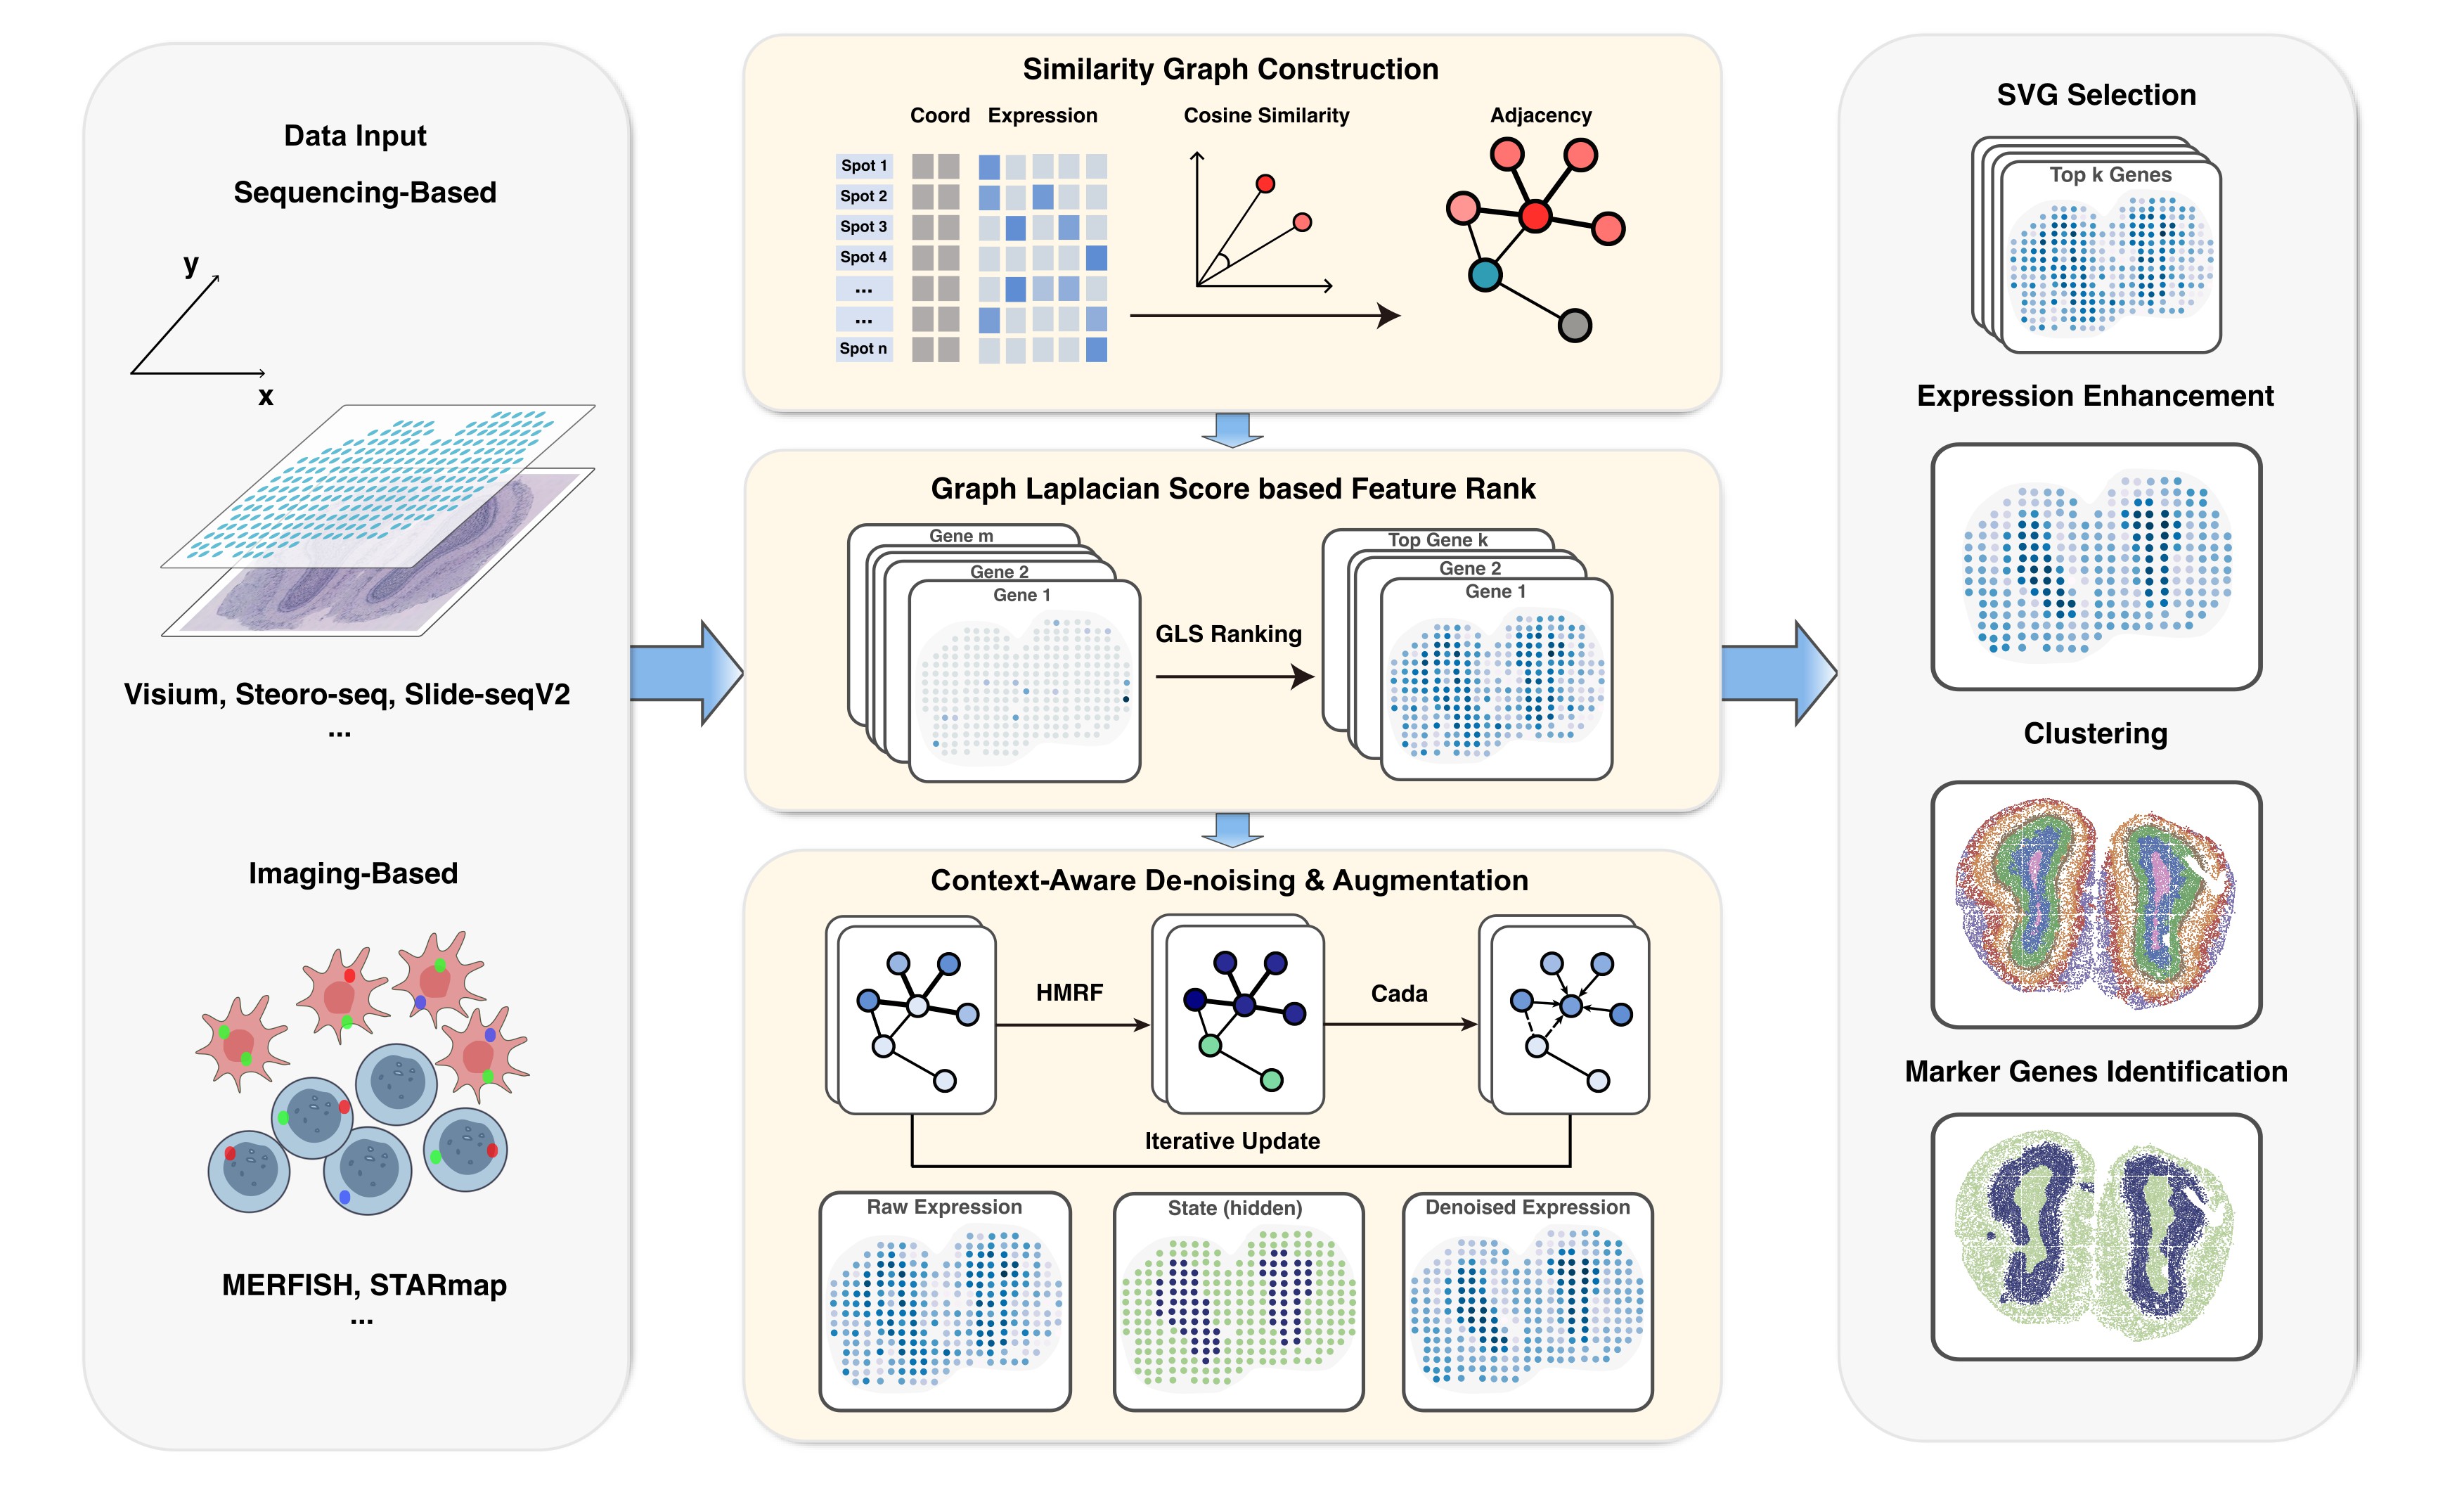 Data Input
Sequencing-Based
y
x
Visium, Steoro-seq, Slide-seqV2
...
Imaging-Based
MERFISH, STARmap
...
Similarity Graph Construction
Coord Expression Cosine Similarity Adjacency
Spot 1
Spot 2
Spot 3
Spot 4
...
...
Spot n
Graph Laplacian Score based Feature Rank
Gene m
Gene 2
Gene 1
GLS Ranking
Top Gene k
Gene 2
Gene 1
Context-Aware De-noising & Augmentation
HMRF
Cada
Iterative Update
Raw Expression
State (hidden)
Denoised Expression
SVG Selection
Top k Genes
Expression Enhancement
Clustering
Marker Genes Identification